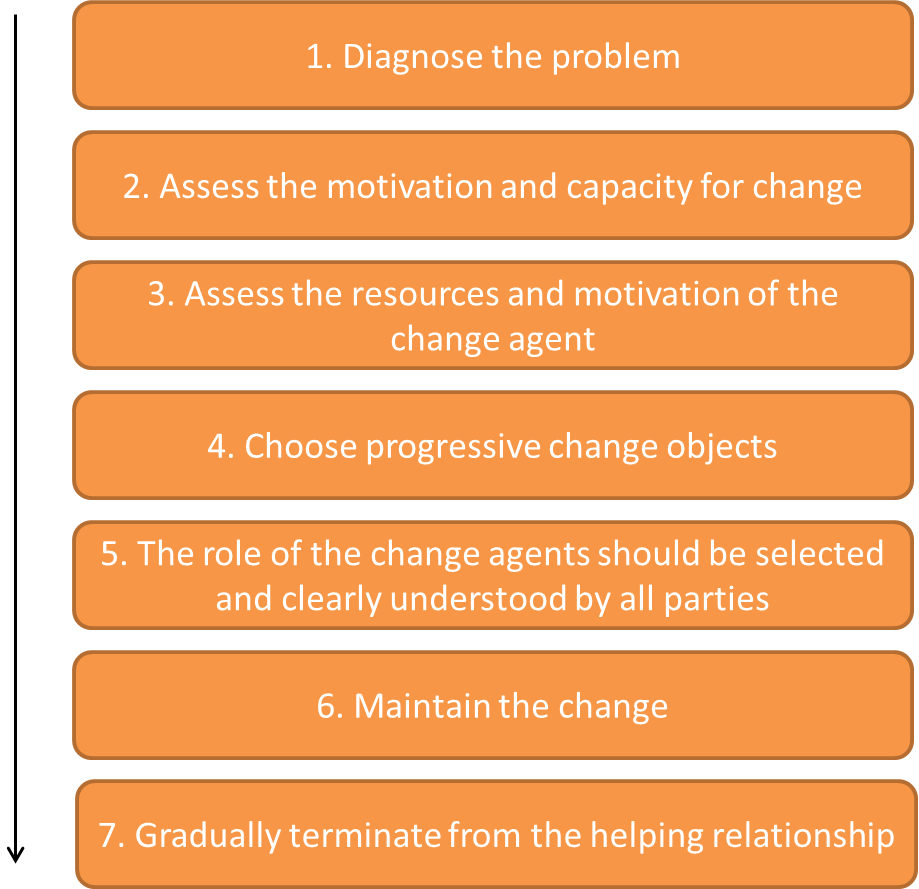 1. Diagnose the problem
2. Assess the motivation and capacity for change
3. Assess the resources and motivation of the
change agent
4. Choose progressive change objects
5. The role of the change agents should be selected
and clearly understood by all parties
6. Maintain the change
7. Gradually terminate from the helping relationship